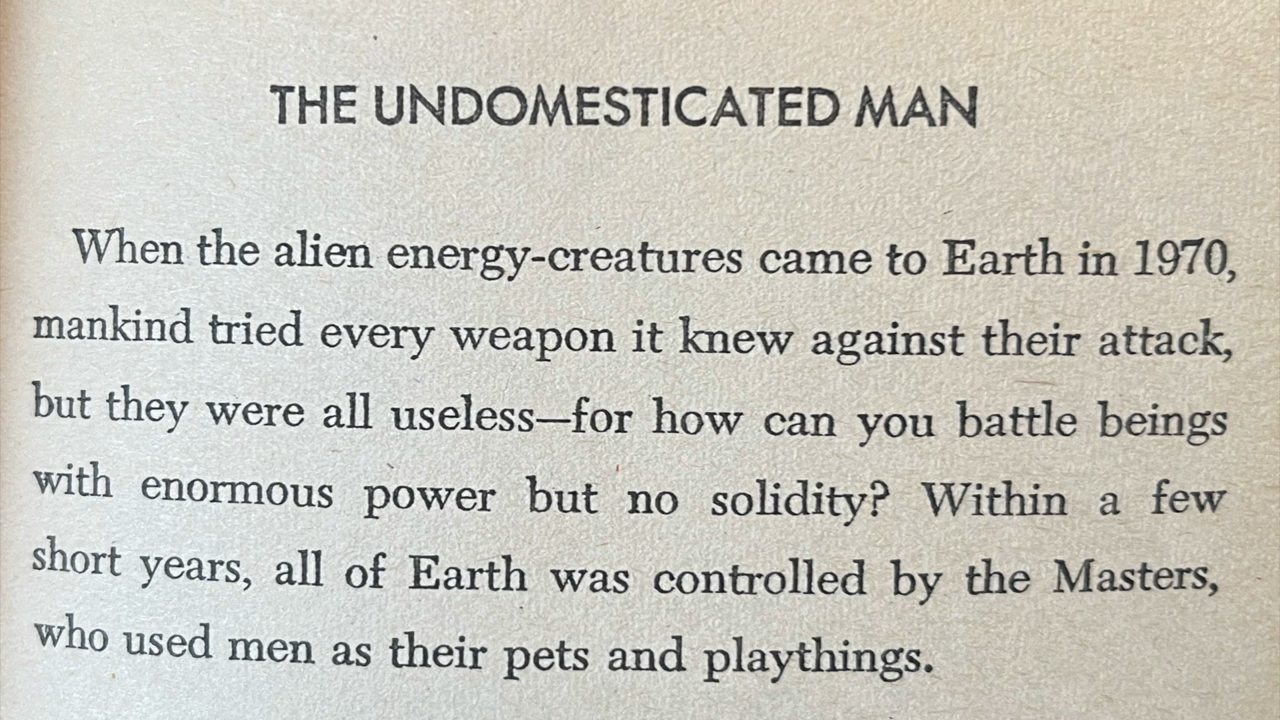 THE UNDOMESTICATED MAN
When the alien energy-creatures came to Earth in 1970,
mankind tried every weapon it knew against their attack,
but they were all useless—for how can you battle beings
with enormous power but no solidity? Within a few
short years, all of Earth was controlled by the Masters,
who used men as their pets and playthings.